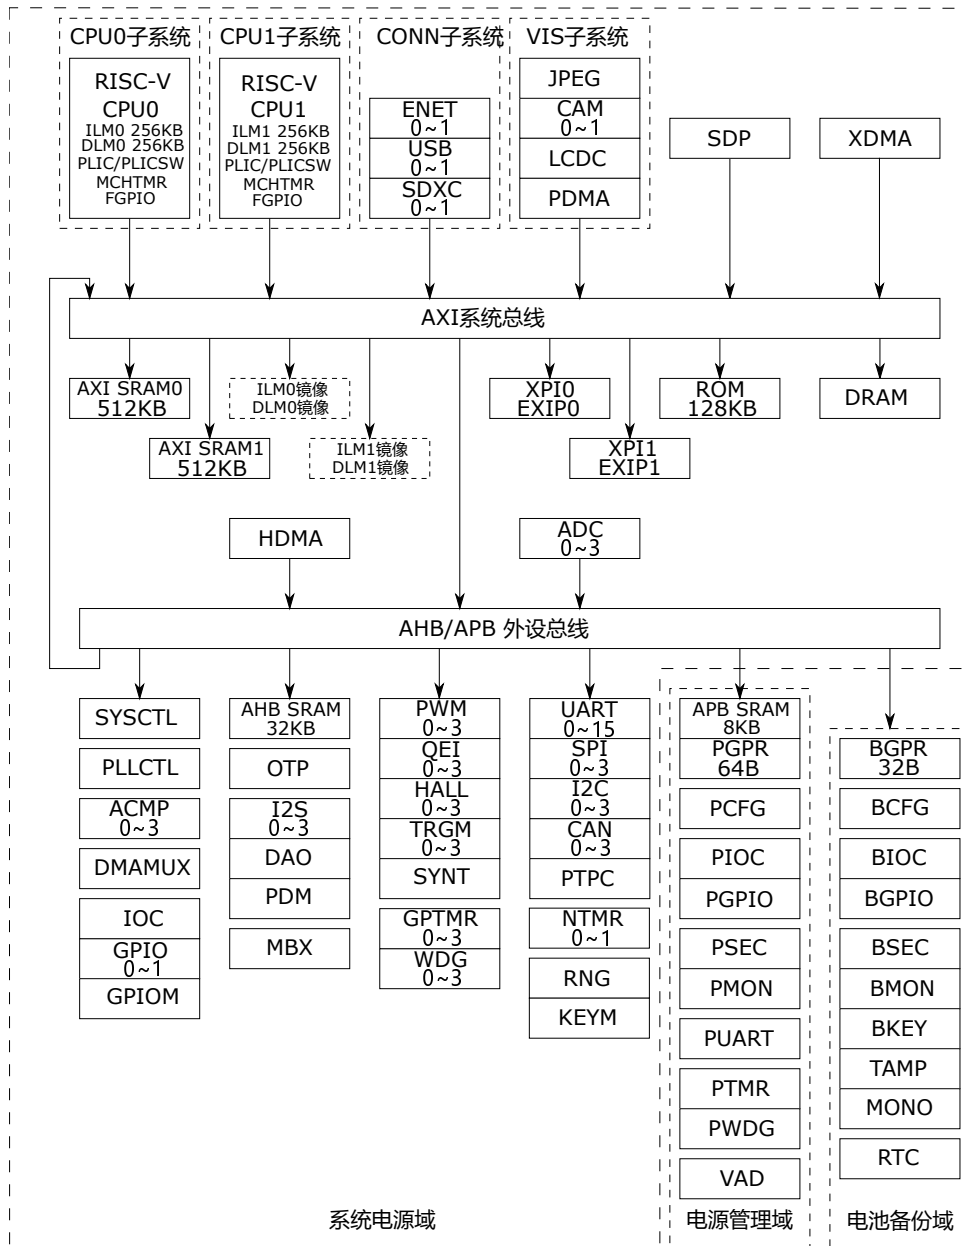 CPU0子系统
RISC-V
CPU0
ILM0 256KB
DLM0 256KB
PLIC/PLICSW
MCHTMR
FGPIO
CPU1子系统
RISC-V
CPU1
ILM1 256KB
DLM1 256KB
PLIC/PLICSW
MCHTMR
FGPIO
CONN子系统
ENET
0~1
USB
0~1
SDXC
0~1
VIS子系统
JPEG
CAM
0~1
LCDC
PDMA
SDP
XDMA
AXI系统总线
AXI SRAM0
512KB
AXI SRAM1
512KB
ILM0镜像
DLM0镜像
ILM1镜像
DLM1镜像
XPI0
EXIP0
XPI1
EXIP1
ROM
128KB
DRAM
HDMA
ADC
0~3
AHB/APB 外设总线
SYSCTL
PLLCTL
ACMP
0~3
DMAMUX
IOC
GPIO
0~1
GPIOM
AHB SRAM
32KB
OTP
I2S
0~3
DAO
PDM
MBX
PWM
0~3
QEI
0~3
HALL
0~3
TRGM
0~3
SYNT
GPTMR
0~3
WDG
0~3
UART
0~15
SPI
0~3
I2C
0~3
CAN
0~3
PTPC
NTMR
0~1
RNG
KEYM
APB SRAM
8KB
PGPR
64B
PCFG
PIOC
PGPIO
PSEC
PMON
PUART
PTMR
PWDG
VAD
BGPR
32B
BCFG
BIOC
BGPIO
BSEC
BMON
BKEY
TAMP
MONO
RTC
系统电源域
电源管理域
电池备份域